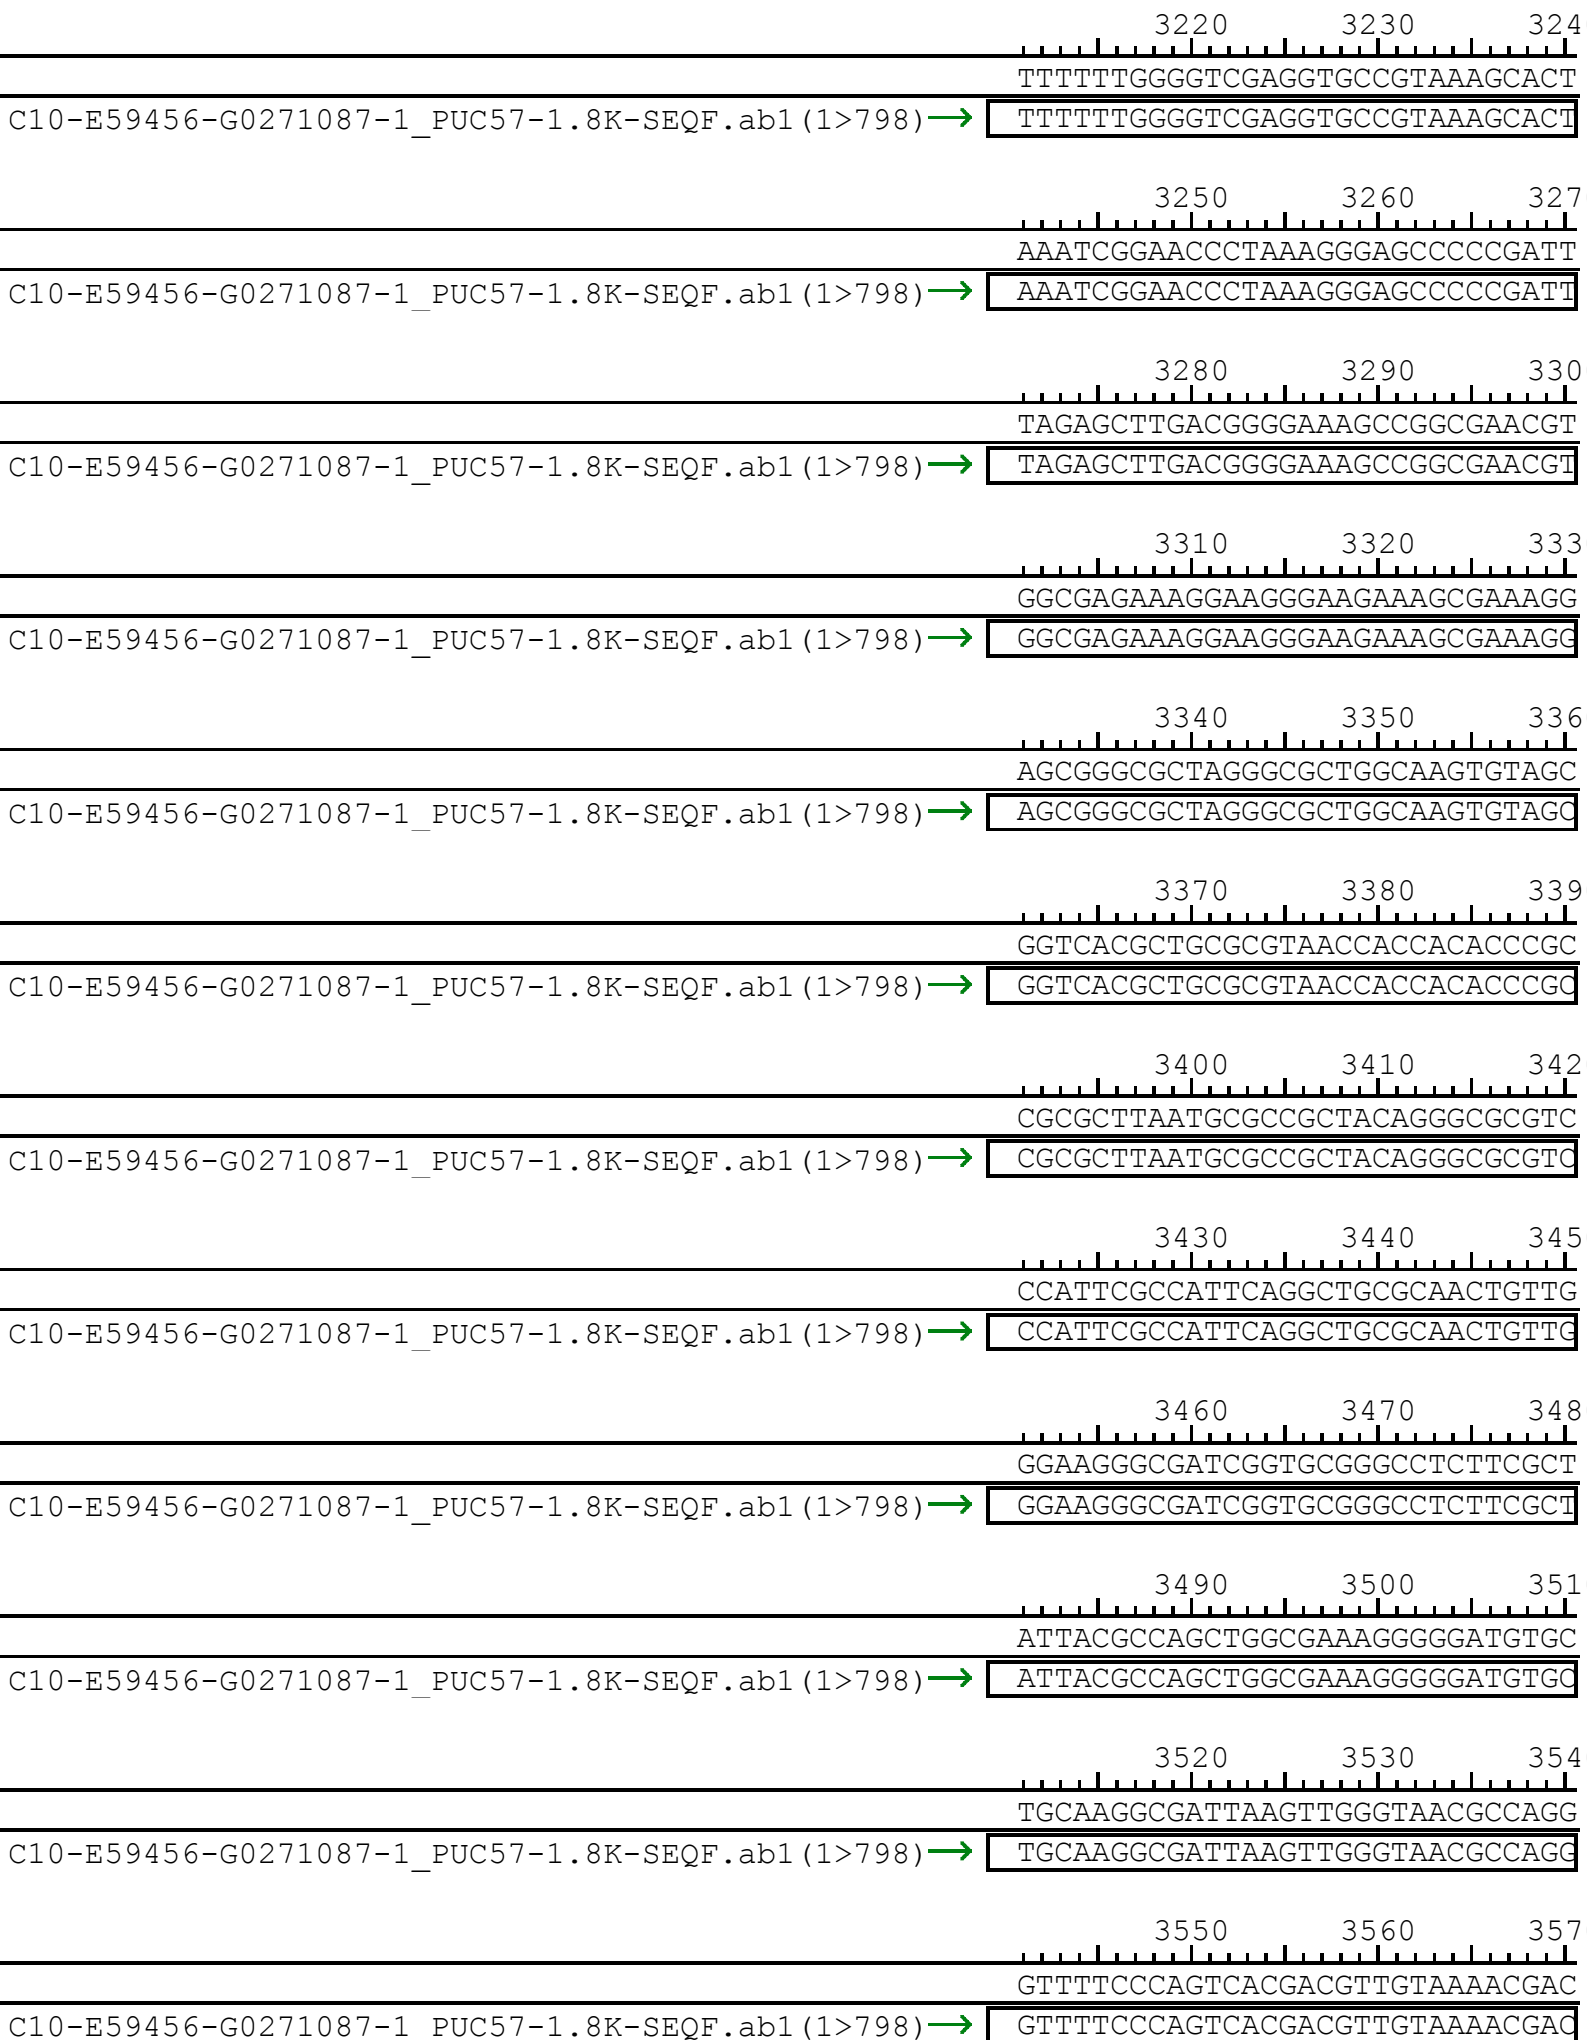 3220 3230 324
TTTTTTGGGGTCGAGGTGCCGTAAAGCACT
C10-E59456-G0271087-1_PUC57-1.8K-SEQF.ab1(1>798)→ TTTTTTGGGGTCGAGGTGCCGTAAAGCACT
3250 3260 327
AAATCGGAACCCTAAAGGGAGCCCCCGATT
C10-E59456-G0271087-1_PUC57-1.8K-SEQF.ab1(1>798)→ AAATCGGAACCCTAAAGGGAGCCCCCGATT
3280 3290 330
TAGAGCTTGACGGGGAAAGCCGGCGAACGT
C10-E59456-G0271087-1_PUC57-1.8K-SEQF.ab1(1>798)→ TAGAGCTTGACGGGGAAAGCCGGCGAACGT
3310 3320 333
GGCGAGAAAGGAAGGGAAGAAAGCGAAAGG
C10-E59456-G0271087-1_PUC57-1.8K-SEQF.ab1(1>798)→ GGCGAGAAAGGAAGGGAAGAAAGCGAAAGG
3340 3350 336
AGCGGGCGCTAGGGCGCTGGCAAGTGTAGC
C10-E59456-G0271087-1_PUC57-1.8K-SEQF.ab1(1>798)→ AGCGGGCGCTAGGGCGCTGGCAAGTGTAGC
3370 3380 339
GGTCACGCTGCGCGTAACCACCACACCCGC
C10-E59456-G0271087-1_PUC57-1.8K-SEQF.ab1(1>798)→ GGTCACGCTGCGCGTAACCACCACACCCGC
3400 3410 342
CGCGCTTAATGCGCCGCTACAGGGCGCGTC
C10-E59456-G0271087-1_PUC57-1.8K-SEQF.ab1(1>798)→ CGCGCTTAATGCGCCGCTACAGGGCGCGTC
3430 3440 345
CCATTCGCCATTCAGGCTGCGCAACTGTTG
C10-E59456-G0271087-1_PUC57-1.8K-SEQF.ab1(1>798)→ CCATTCGCCATTCAGGCTGCGCAACTGTTG
3460 3470 348
GGAAGGGCGATCGGTGCGGGCCTCTTCGCT
C10-E59456-G0271087-1_PUC57-1.8K-SEQF.ab1(1>798)→ GGAAGGGCGATCGGTGCGGGCCTCTTCGCT
3490 3500 351
ATTACGCCAGCTGGCGAAAGGGGGATGTGC
C10-E59456-G0271087-1_PUC57-1.8K-SEQF.ab1(1>798)→ ATTACGCCAGCTGGCGAAAGGGGGATGTGC
3520 3530 354
TGCAAGGCGATTAAGTTGGGTAACGCCAGG
C10-E59456-G0271087-1_PUC57-1.8K-SEQF.ab1(1>798)→ TGCAAGGCGATTAAGTTGGGTAACGCCAGG
3550 3560 357
GTTTTCCCAGTCACGACGTTGTAAAACGAC
C10-E59456-G0271087-1_PUC57-1.8K-SEQF.ab1(1>798)→ GTTTTCCCAGTCACGACGTTGTAAAACGAC